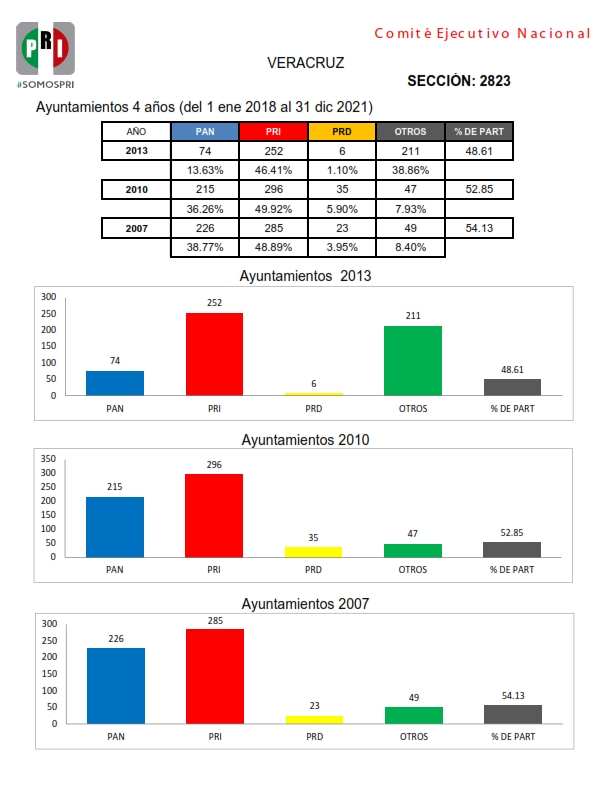 Comité Ejecutivo Nacional
PRI
#SOMOSPRI
VERACRUZ
SECCIÓN: 2823
Ayuntamientos 4 años (del 1 ene 2018 al 31 dic 2021)
AÑO PAN PRI PRD OTROS % DE PART
2013 74 252 6 211 48.61
13.63% 46.41% 1.10% 38.86%
2010 215 296 35 47 52.85
36.26% 49.92% 5.90% 7.93%
2007 226 285 23 49 54.13
38.77% 48.89% 3.95% 8.40%
Ayuntamientos 2013
300
250
200
150
100
50
0
74 252 6 211 48.61
PAN PRI PRD OTROS % DE PART
Ayuntamientos 2010
350
300
250
200
150
100
50
0
215 296 35 47 52.85
PAN PRI PRD OTROS % DE PART
Ayuntamientos 2007
300
250
200
150
100
50
0
226 285 23 49 54.13
PAN PRI PRD OTROS % DE PART